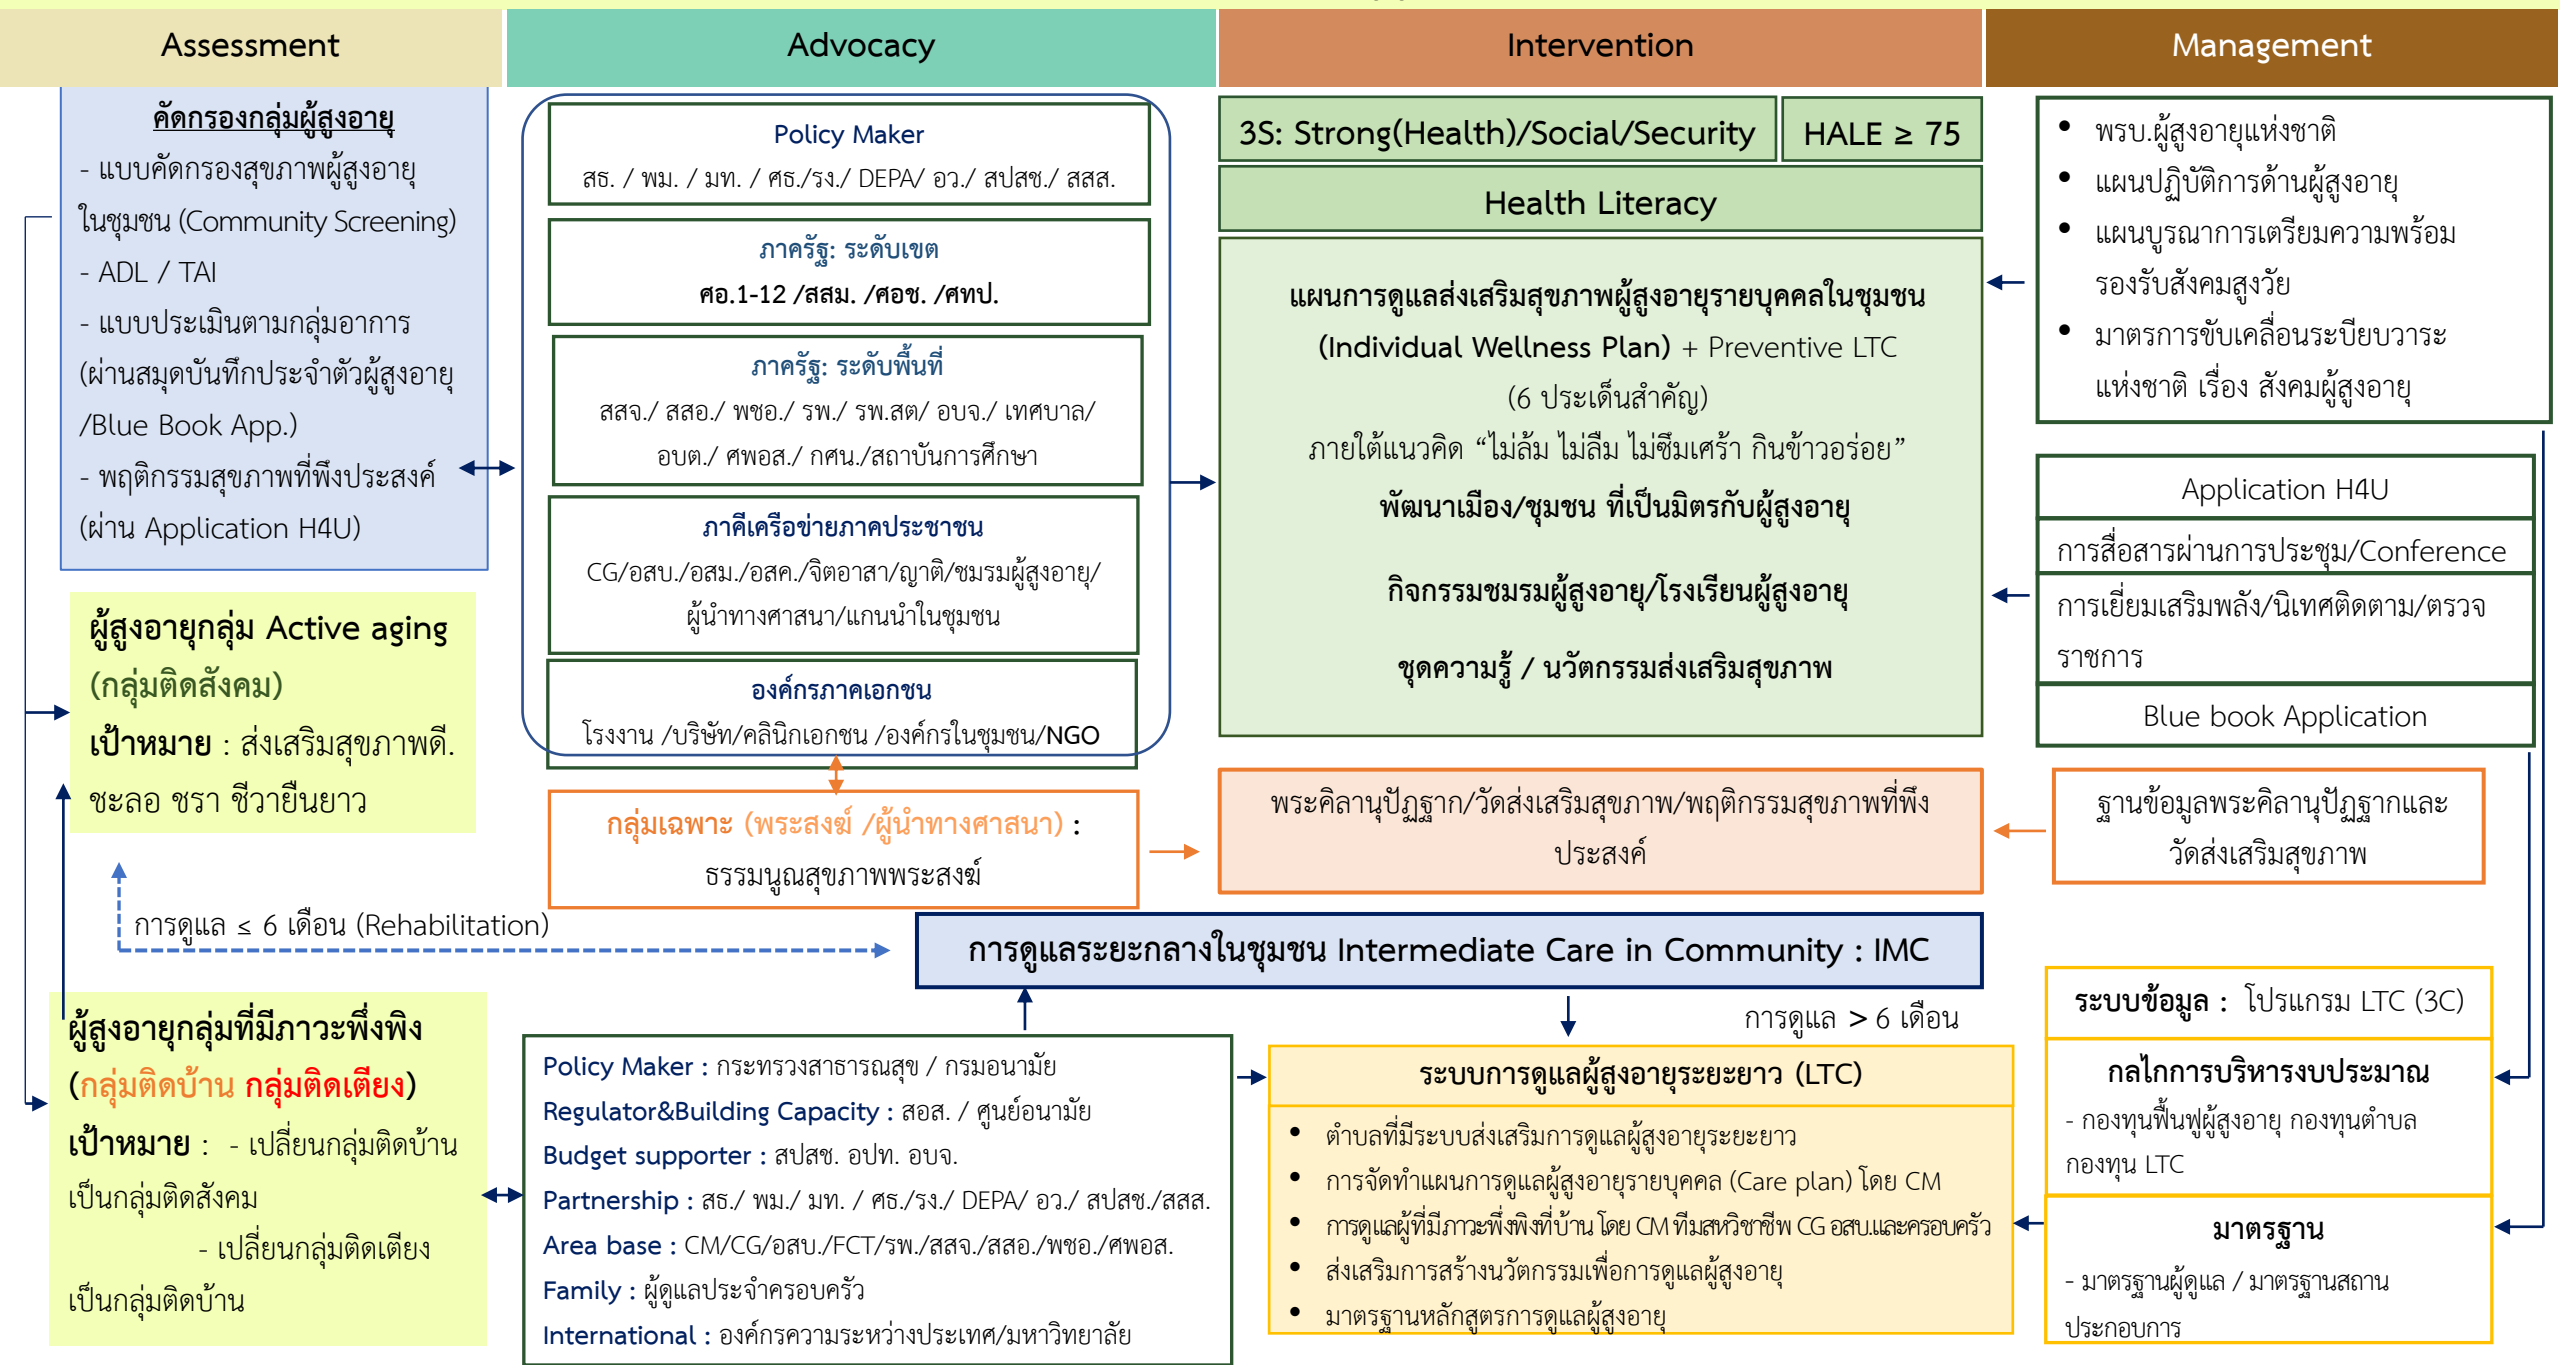 Assessment
Advocacy
Intervention
Management
คัดกรองกลุ่มผู้สูงอายุ
- แบบคัดกรองสุขภาพผู้สูงอายุ
ในชุมชน (Community Screening)
- ADL / TAI
- แบบประเมินตามกลุ่มอาการ
(ผ่านสมุดบันทึกประจำตัวผู้สูงอายุ
/Blue Book App.)
- พฤติกรรมสุขภาพที่พึงประสงค์
(ผ่าน Application H4U)
ผู้สูงอายุกลุ่ม Active aging
(กลุ่มติดสังคม)
เป้าหมาย : ส่งเสริมสุขภาพดี.
ชะลอ ชรา ชีวายืนยาว
การดูแล ≤ 6 เดือน (Rehabilitation)
ผู้สูงอายุกลุ่มที่มีภาวะพึ่งพิง
(กลุ่มติดบ้าน กลุ่มติดเตียง)
เป้าหมาย : - เปลี่ยนกลุ่มติดบ้าน
เป็นกลุ่มติดสังคม
- เปลี่ยนกลุ่มติดเตียง
เป็นกลุ่มติดบ้าน
Policy Maker
สธ. / พม. / มท. / ศธ./รง./ DEPA/ อว./ สปสช./ สสส.
ภาครัฐ: ระดับเขต
ศอ.1-12 /สสม. /ศอช. /ศทป.
ภาครัฐ: ระดับพื้นที่
สสจ./ สสอ./ พชอ./ รพ./ รพ.สต/ อบจ./ เทศบาล/
อบต./ ศพอส./ กศน./สถาบันการศึกษา
ภาคีเครือข่ายภาคประชาชน
CG/อสบ./อสม./อสค./จิตอาสา/ญาติ/ชมรมผู้สูงอายุ/
ผู้นำทางศาสนา/แกนนำในชุมชน
องค์กรภาคเอกชน
โรงงาน /บริษัท/คลินิกเอกชน /องค์กรในชุมชน/NGO
กลุ่มเฉพาะ (พระสงฆ์ /ผู้นำทางศาสนา) :
ธรรมนูญสุขภาพพระสงฆ์
Policy Maker : กระทรวงสาธารณสุข / กรมอนามัย
Regulator&Building Capacity : สอส. / ศูนย์อนามัย
Budget supporter : สปสช. อปท. อบจ.
Partnership : สธ./ พม./ มท. / ศธ./รง./ DEPA/ อว./ สปสช./สสส.
Area base : CM/CG/อสบ./FCT/รพ./สสจ./สสอ./พชอ./ศพอส.
Family : ผู้ดูแลประจำครอบครัว
International : องค์กรความระหว่างประเทศ/มหาวิทยาลัย
3S: Strong(Health)/Social/Security
HALE ≥ 75
Health Literacy
แผนการดูแลส่งเสริมสุขภาพผู้สูงอายุรายบุคคลในชุมชน
(Individual Wellness Plan) + Preventive LTC
(6 ประเด็นสำคัญ)
ภายใต้แนวคิด “ไม่ล้ม ไม่ลืม ไม่ซึมเศร้า กินข้าวอร่อย”
พัฒนาเมือง/ชุมชน ที่เป็นมิตรกับผู้สูงอายุ
กิจกรรมชมรมผู้สูงอายุ/โรงเรียนผู้สูงอายุ
ชุดความรู้ / นวัตกรรมส่งเสริมสุขภาพ
พระคิลานุปัฏฐาก/วัดส่งเสริมสุขภาพ/พฤติกรรมสุขภาพที่พึง
ประสงค์
การดูแลระยะกลางในชุมชน Intermediate Care in Community : IMC
การดูแล > 6 เดือน
ระบบการดูแลผู้สูงอายุระยะยาว (LTC)
• ตำบลที่มีระบบส่งเสริมการดูแลผู้สูงอายุระยะยาว
• การจัดทำแผนการดูแลผู้สูงอายุรายบุคคล (Care plan) โดย CM
• การดูแลผู้ที่มีภาวะพึ่งพิงที่บ้าน โดย CM ทีมสหวิชาชีพ CG อสบ.และครอบครัว
• ส่งเสริมการสร้างนวัตกรรมเพื่อการดูแลผู้สูงอายุ
• มาตรฐานหลักสูตรการดูแลผู้สูงอายุ
• พรบ.ผู้สูงอายุแห่งชาติ
• แผนปฏิบัติการด้านผู้สูงอายุ
• แผนบูรณาการเตรียมความพร้อม
รองรับสังคมสูงวัย
• มาตรการขับเคลื่อนระบียบวาระ
แห่งชาติ เรื่อง สังคมผู้สูงอายุ
Application H4U
การสื่อสารผ่านการประชุม/Conference
การเยี่ยมเสริมพลัง/นิเทศติดตาม/ตรวจ
ราชการ
Blue book Application
ฐานข้อมูลพระคิลานุปัฏฐากและ
วัดส่งเสริมสุขภาพ
ระบบข้อมูล : โปรแกรม LTC (3C)
กลไกการบริหารงบประมาณ
- กองทุนฟื้นฟูผู้สูงอายุ กองทุนตำบล
กองทุน LTC
มาตรฐาน
- มาตรฐานผู้ดูแล / มาตรฐานสถาน
ประกอบการ